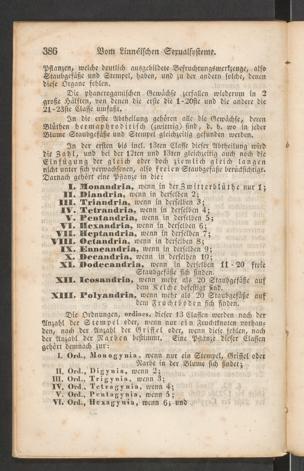 386 Vom Linnéischen Sexualsysteme.
Pflanzen, welche deutlich ausgebildete Befruchtungswerkzeuge, also
Staubgefäße und Stempel, haben, und zu der andern solche, denen
diese Organe fehlen.
Die phanerogamischen Gewächse zerfallen wiederum in 2
große Hälften, von denen die erste die 1-20ste und die andere die
21-23ste Classe umfaßt.
In die erste Abtheilung gehören alle die Gewächse, deren
Blüthen hermaphroditisch (zwitterig) sind, d. h. wo in jeder
Blume Staubgefäße und Stempel gleichzeitig gefunden werden.
In der ersten bis incl. 13ten Classe dieser Abtheilung wird
die Zahl, und bei der 12ten und 13ten gleichzeitig auch noch die
Einfügung der gleich oder doch ziemlich gleich langen
nicht unter sich verwachsenen, also freien Staubgefäße berücksichtigt.
Darnach gehört eine Pflanze in die
I. Monandria, wenn in der Zwitterblüthe nur 1;
II. Diandria, wenn in derselben 2;
III. Triandria, wenn in derselben 3;
IV. Tetrandria, wenn in derselben 4;
V. Pentandria, wenn in derselben 5;
VI. Hexandria, wenn in derselben 6;
VII. Heptandria, wenn in derselben 7;
VIII. Octandria, wenn in derselben 8;
IX. Enneandria, wenn in derselben 9;
X. Decandria, wenn in derselben 10;
XI. Dodecandria, wenn in derselben 11-20 freie
Staubgefäße sich finden.
XII. Icosandria, wenn mehr als 20 Staubgefäße auf
dem Kelch befestigt sind.
XIII. Polyandria, wenn mehr als 20 Staubgefäße auf
dem Fruchtboden sich finden.
Die Ordnungen, ordines, dieser 13 Classen werden nach der
Anzahl der Stempel oder, wenn nur ein Fruchtknoten vorhan-
den, nach der Anzahl der Griffel oder, wenn diese fehlen, nach
der Anzahl der Narben bestimmt. Eine Pflanze dieser Classen
gehört demnach zur:
I. Ord., Monogynia, wenn nur ein Stempel, Griffel oder
Narbe in der Blume sich findet;
II. Ord., Digynia, wenn 2;
III. Ord., Trigynia, wenn 3;
IV. Ord., Tetragynia, wenn 4;
V. Ord., Pentagynia, wenn 5;
VI. Ord., Hexagynia, wenn 6; und